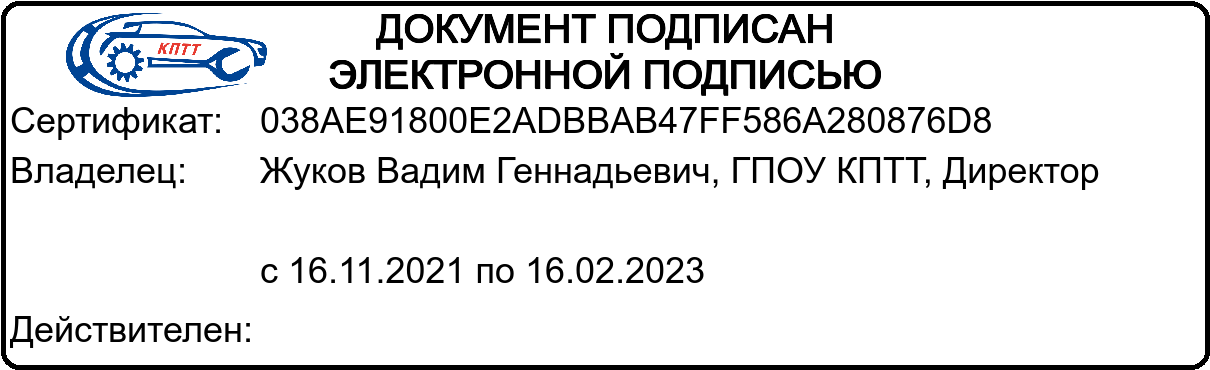 КПТТ
ДОКУМЕНТ ПОДПИСАН
ЭЛЕКТРОННОЙ ПОДПИСЬЮ
Сертификат: 038AE91800E2ADBBAB47FF586A280876D8
Владелец: Жуков Вадим Геннадьевич, ГПОУ КПТТ, Директор
с 16.11.2021 по 16.02.2023
Действителен: